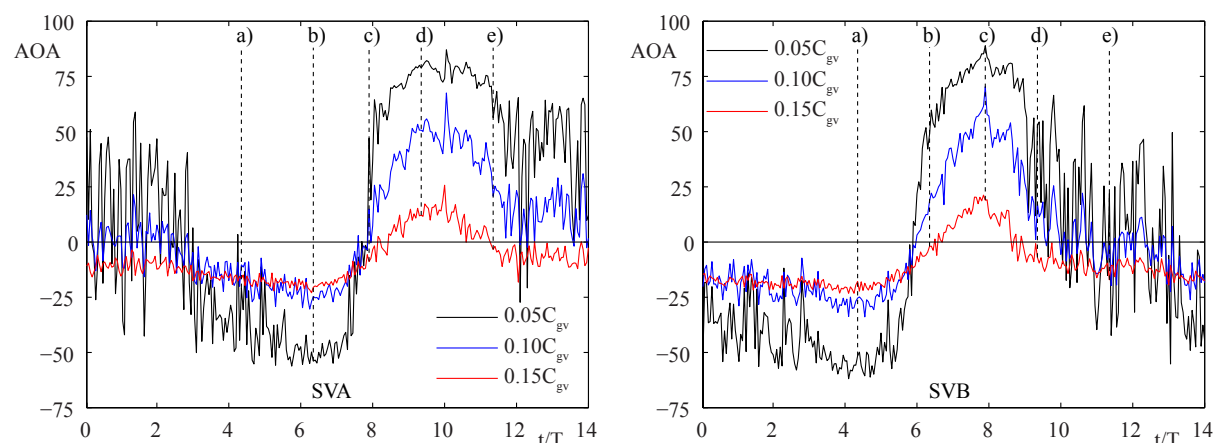 100
AOA
75
50
25
0
−25
−50
−75
a)
b)
c)
d)
e)
0.05C_gv
0.10C_gv
0.15C_gv
SVA
0
2
4
6
8
10
12
14
t/T
100
AOA
75
50
25
0
−25
−50
−75
a)
b)
c)
d)
e)
0.05C_gv
0.10C_gv
0.15C_gv
SVB
0
2
4
6
8
10
12
14
t/T